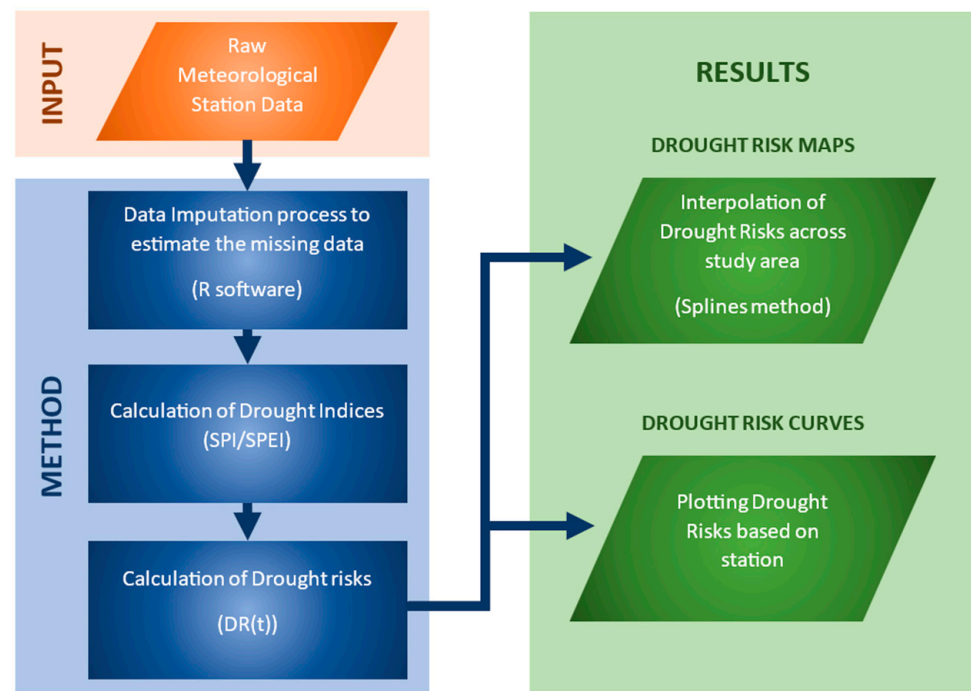 INPUT
Raw
Meteorological
Station Data
METHOD
Data Imputation process to
estimate the missing data
(R software)
Calculation of Drought Indices
(SPI/SPEI)
Calculation of Drought risks
(DR(t))
RESULTS
DROUGHT RISK MAPS
Interpolation of
Drought Risks across
study area
(Splines method)
DROUGHT RISK CURVES
Plotting Drought
Risks based on
station